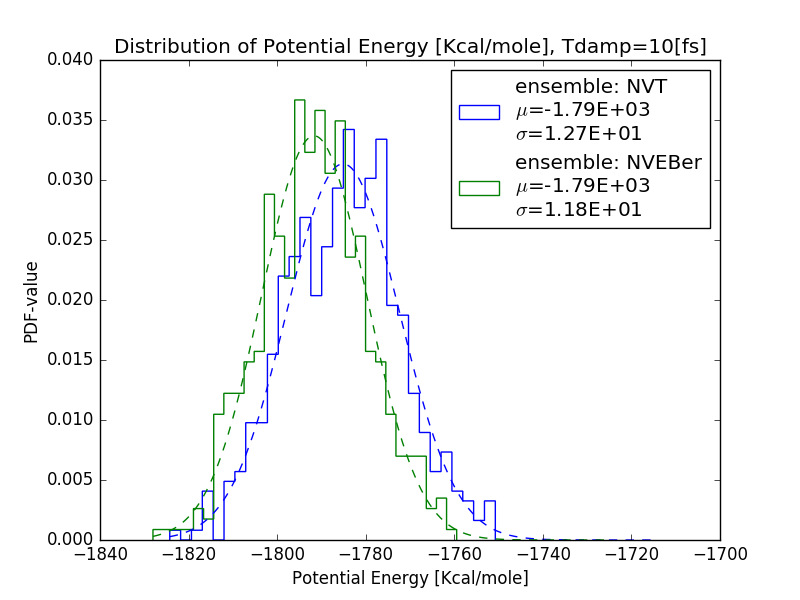 Distribution of Potential Energy [Kcal/mole], Tdamp=10[fs]
0.040
0.035
0.030
0.025
0.020
0.015
0.010
0.005
0.000
PDF-value
ensemble: NVT
μ=-1.79E+03
σ=1.27E+01
ensemble: NVEBer
μ=-1.79E+03
σ=1.18E+01
−1840 −1820 −1800 −1780 −1760 −1740 −1720 −1700
Potential Energy [Kcal/mole]